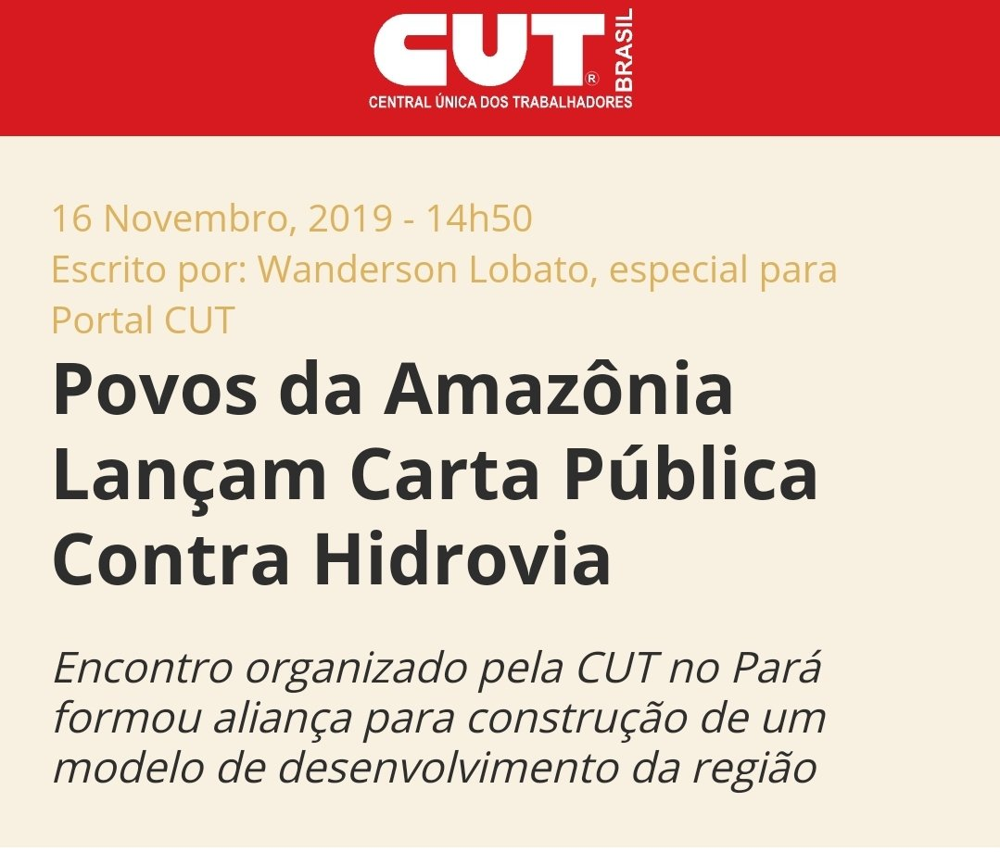 CUT® BRASIL
CENTRAL ÚNICA DOS TRABALHADORES
16 Novembro, 2019 - 14h50
Escrito por: Wanderson Lobato, especial para
Portal CUT
Povos da Amazônia
Lançam Carta Pública
Contra Hidrovia
Encontro organizado pela CUT no Pará
formou aliança para construção de um
modelo de desenvolvimento da região